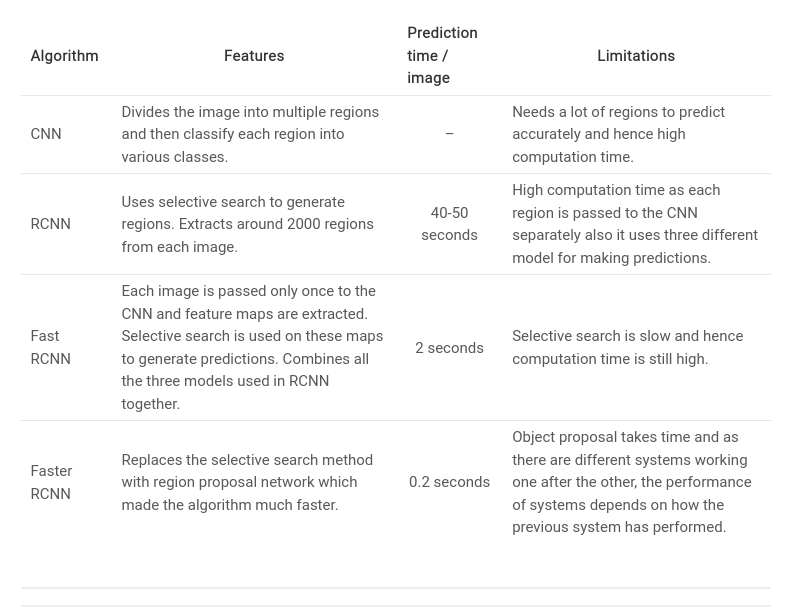 Algorithm Features Prediction time / image Limitations
CNN
Divides the image into multiple regions
and then classify each region into
various classes.
–
Needs a lot of regions to predict
accurately and hence high
computation time.
RCNN
Uses selective search to generate
regions. Extracts around 2000 regions
from each image.
40-50
seconds
High computation time as each
region is passed to the CNN
separately also it uses three different
model for making predictions.
Fast
RCNN
Each image is passed only once to the
CNN and feature maps are extracted.
Selective search is used on these maps
to generate predictions. Combines all
the three models used in RCNN
together.
2 seconds
Selective search is slow and hence
computation time is still high.
Faster
RCNN
Replaces the selective search method
with region proposal network which
made the algorithm much faster.
0.2 seconds
Object proposal takes time and as
there are different systems working
one after the other, the performance
of systems depends on how the
previous system has performed.